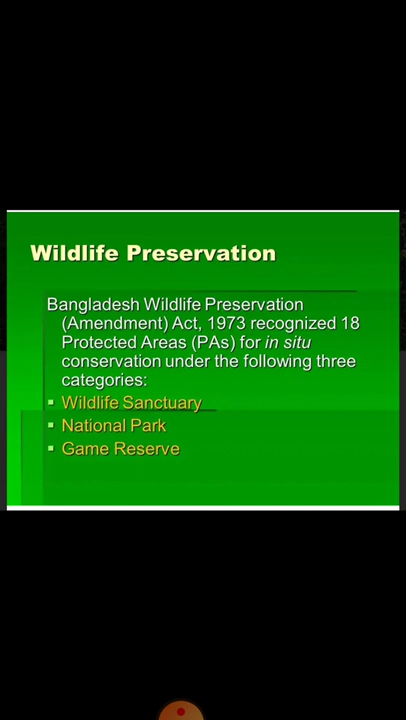 Wildlife Preservation
Bangladesh Wildlife Preservation
(Amendment) Act, 1973 recognized 18
Protected Areas (PAs) for in situ
conservation under the following three
categories:
▪ Wildlife Sanctuary
▪ National Park
▪ Game Reserve